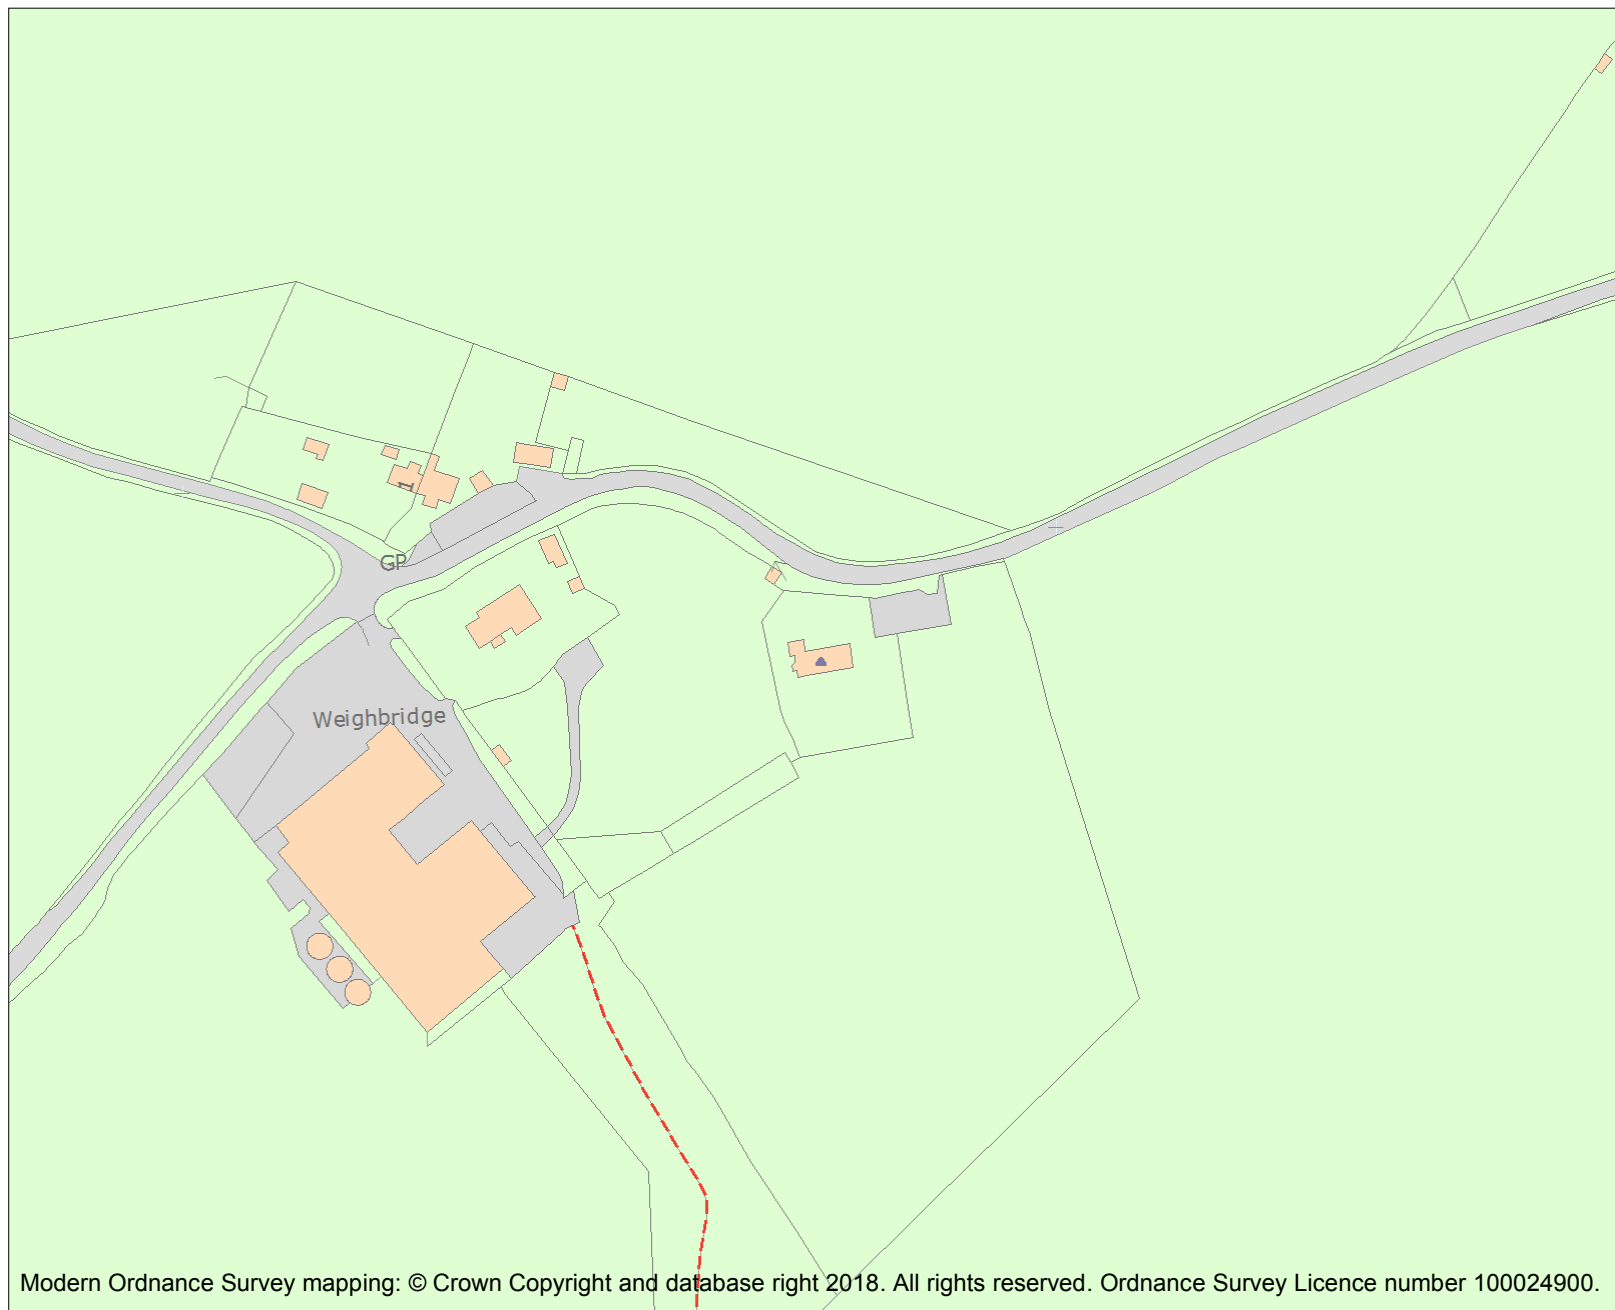 1
GP
Weighbridge
Modern Ordnance Survey mapping: © Crown Copyright and database right 2018. All rights reserved. Ordnance Survey Licence number 100024900.